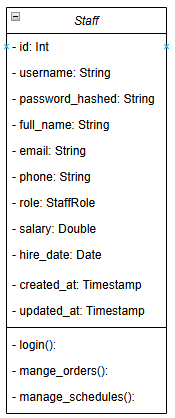 Staff
- id: Int
- username: String
- password_hashed: String
- full_name: String
- email: String
- phone: String
- role: StaffRole
- salary: Double
- hire_date: Date
- created_at: Timestamp
- updated_at: Timestamp
- login():
- mange_orders():
- manage_schedules():